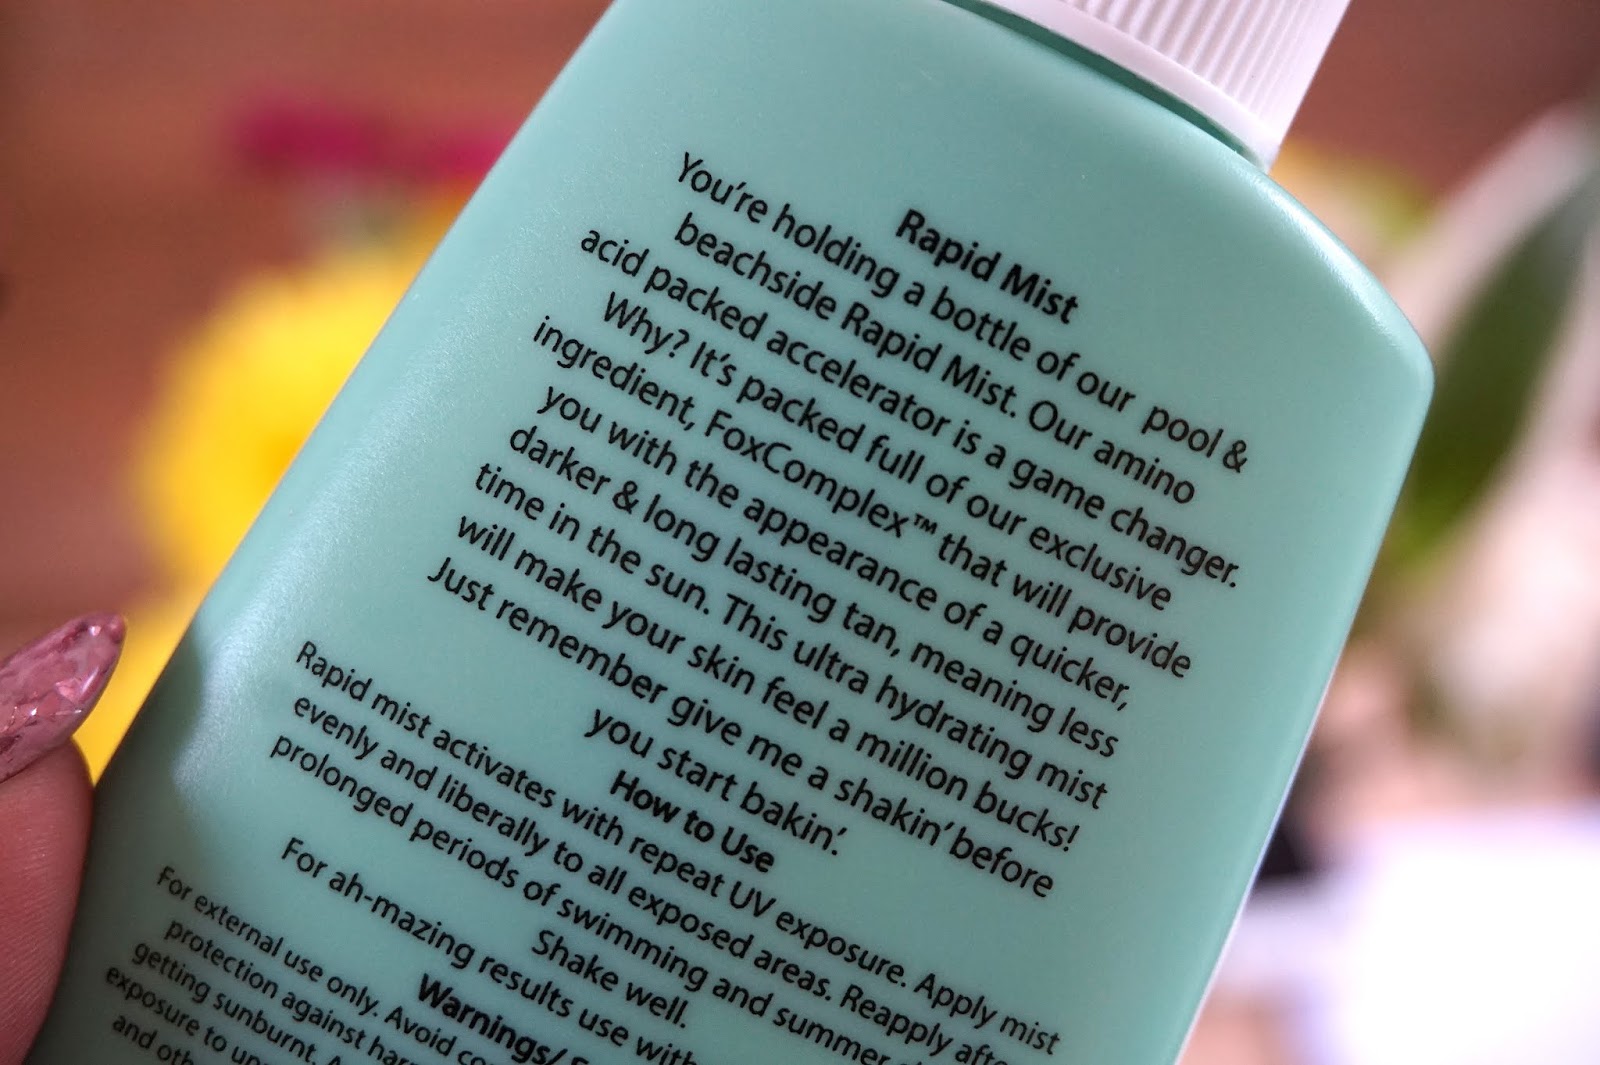 Rapid Mist
You're holding a bottle of our pool &
beachside Rapid Mist. Our amino
acid packed accelerator is a game changer.
Why? It's packed full of our exclusive
ingredient, FoxComplex™ that will provide
you with the appearance of a quicker,
darker & long lasting tan, meaning less
time in the sun. This ultra hydrating mist
will make your skin feel a million bucks!
Just remember give me a shakin' before
you start bakin'.
How to Use
Rapid mist activates with repeat UV exposure. Apply mist
evenly and liberally to all exposed areas. Reapply after
prolonged periods of swimming and summer
Shake well.
For ah-mazing results use with
Warnings/
For external use only. Avoid
protection against
getting sunburnt.
exposure to
and